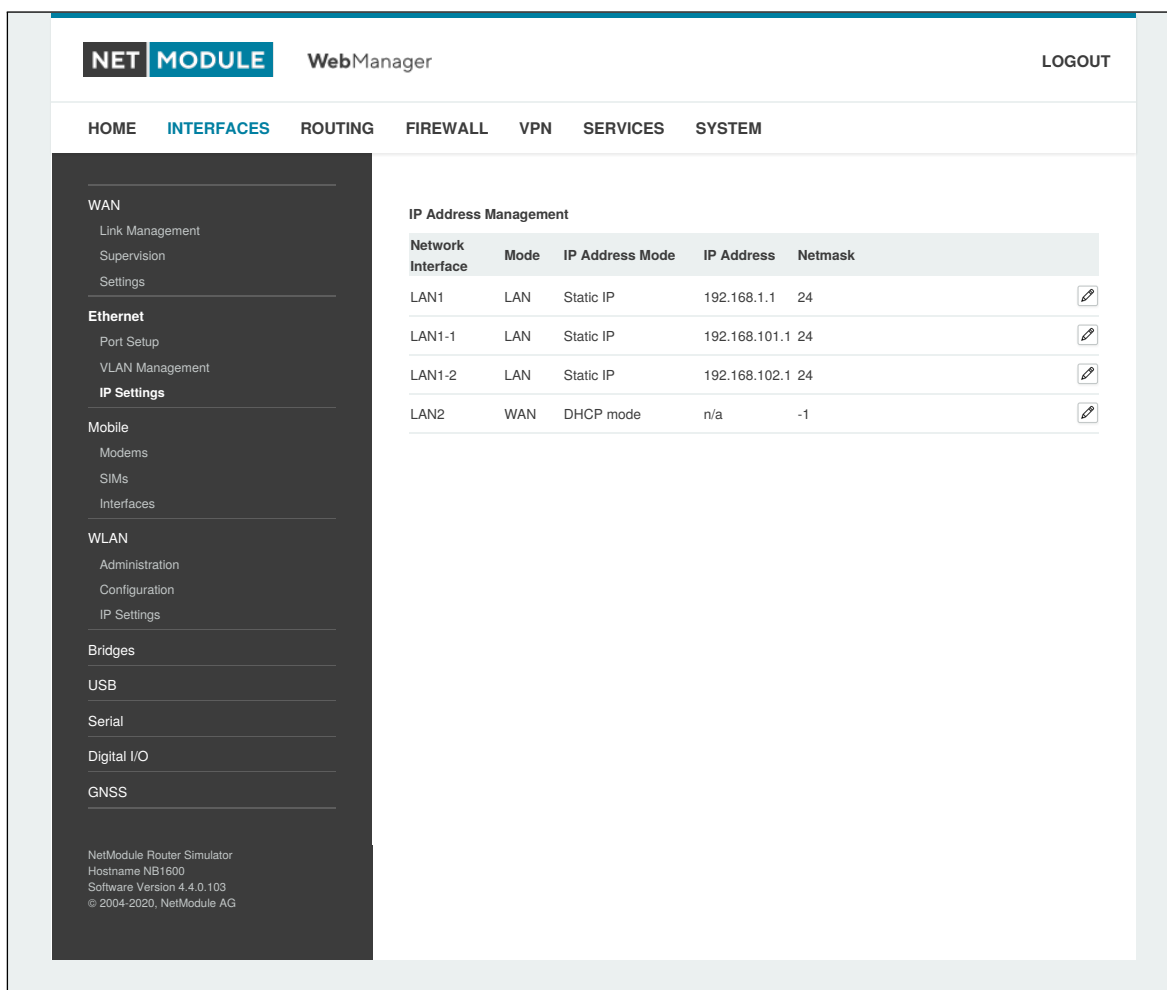 NET MODULE WebManager LOGOUT
HOME INTERFACES ROUTING FIREWALL VPN SERVICES SYSTEM
WAN
Link Management
Supervision
Settings
Ethernet
Port Setup
VLAN Management
IP Settings
Mobile
Modems
SIMs
Interfaces
WLAN
Administration
Configuration
IP Settings
Bridges
USB
Serial
Digital I/O
GNSS
NetModule Router Simulator
Hostname NB1600
Software Version 4.4.0.103
© 2004-2020, NetModule AG
IP Address Management
Network Interface Mode IP Address Mode IP Address Netmask
LAN1 LAN Static IP 192.168.1.1 24
LAN1-1 LAN Static IP 192.168.101.1 24
LAN1-2 LAN Static IP 192.168.102.1 24
LAN2 WAN DHCP mode n/a -1